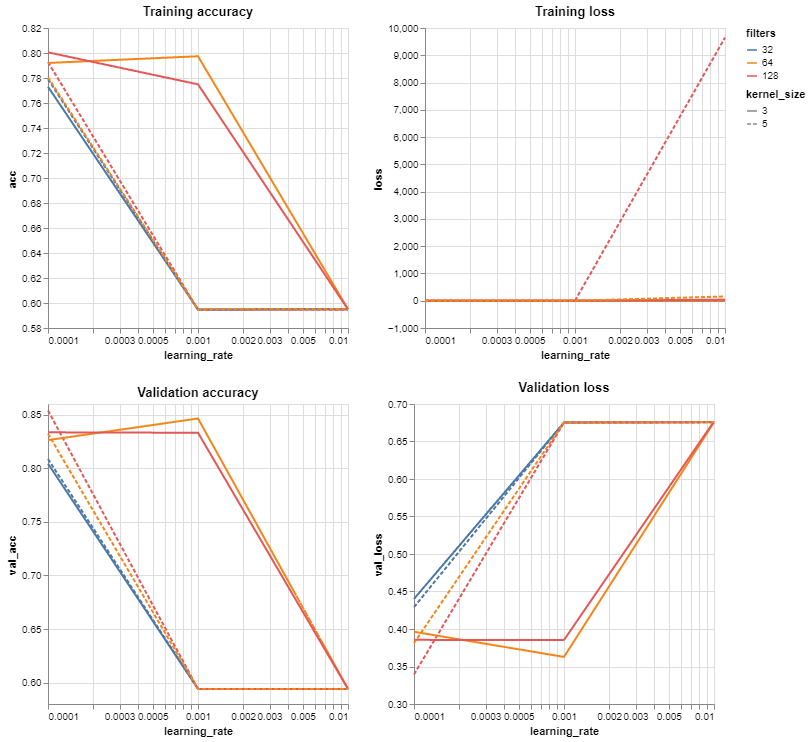 Training accuracy
0.82
0.80
0.78
0.76
0.74
0.72
0.70
0.68
0.66
0.64
0.62
0.60
0.58
acc
0.0001 0.0003 0.0005 0.001 0.002 0.003 0.005 0.01
learning_rate
Training loss
10,000
9,000
8,000
7,000
6,000
5,000
4,000
3,000
2,000
1,000
0
−1,000
loss
0.0001 0.0003 0.0005 0.001 0.002 0.003 0.005 0.01
learning_rate
filters
32
64
128
kernel_size
3
5
Validation accuracy
0.85
0.80
0.75
0.70
0.65
0.60
val_acc
0.0001 0.0003 0.0005 0.001 0.002 0.003 0.005 0.01
learning_rate
Validation loss
0.70
0.65
0.60
0.55
0.50
0.45
0.40
0.35
0.30
val_loss
0.0001 0.0003 0.0005 0.001 0.002 0.003 0.005 0.01
learning_rate